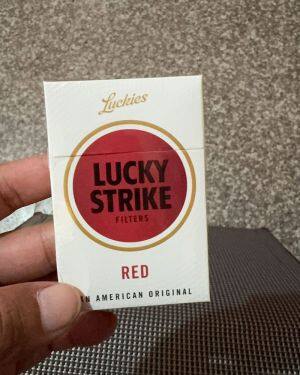 Luckies
LUCKY
STRIKE
FILTERS
RED
N AMERICAN ORIGINAL